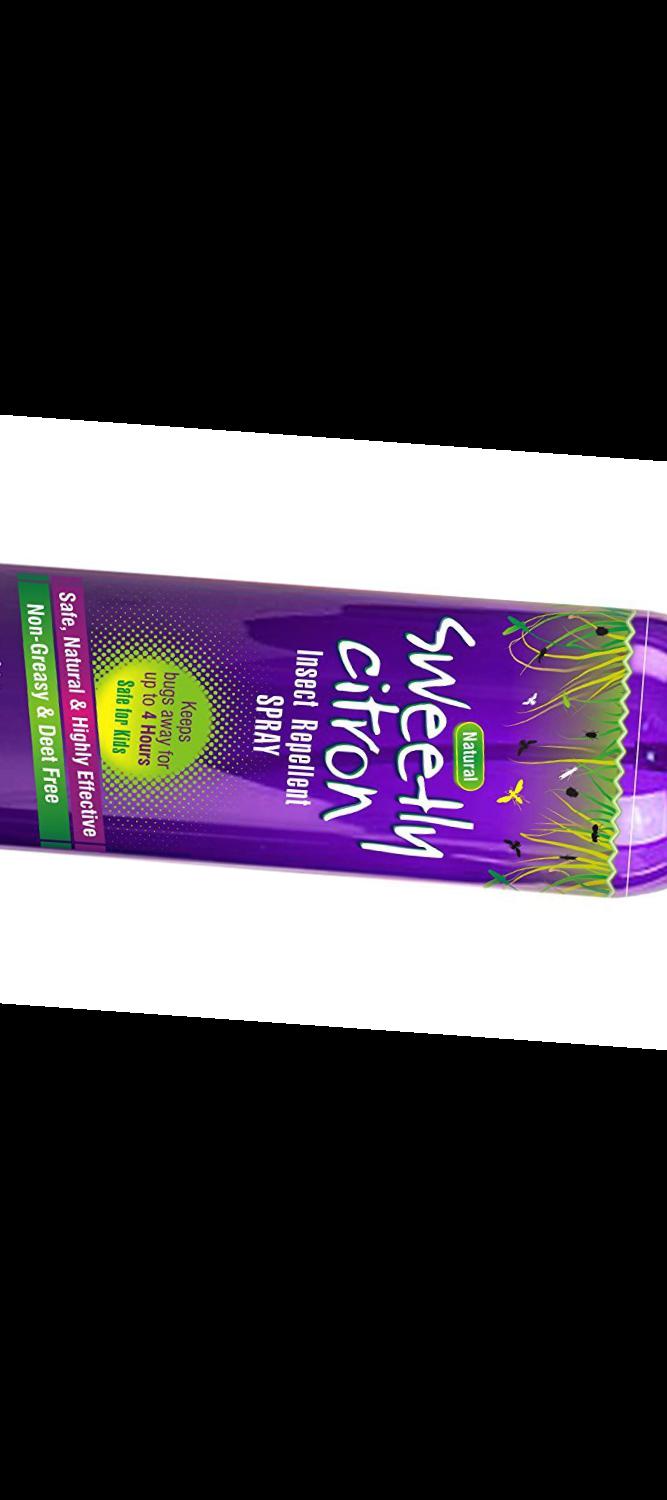 Natural
sweetly
citron
Insect Repellent
SPRAY
Keeps
bugs away for
up to 4 Hours
Safe for Kids
Safe, Natural & Highly Effective
Non-Greasy & Deet Free